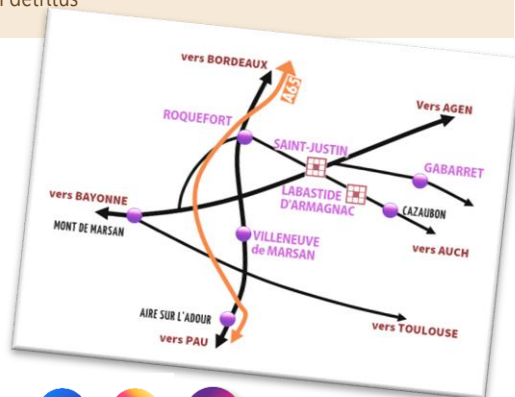 détritus
vers BORDEAUX
A65
Vers AGEN
ROQUEFORT
SAINT-JUSTIN
GABARRET
LABASTIDE
D'ARMAGNAC
CAZAUBON
vers BAYONNE
MONT DE MARSAN
VILLENEUVE
de MARSAN
vers AUCH
AIRE SUR L'ADOUR
vers PAU
vers TOULOUSE